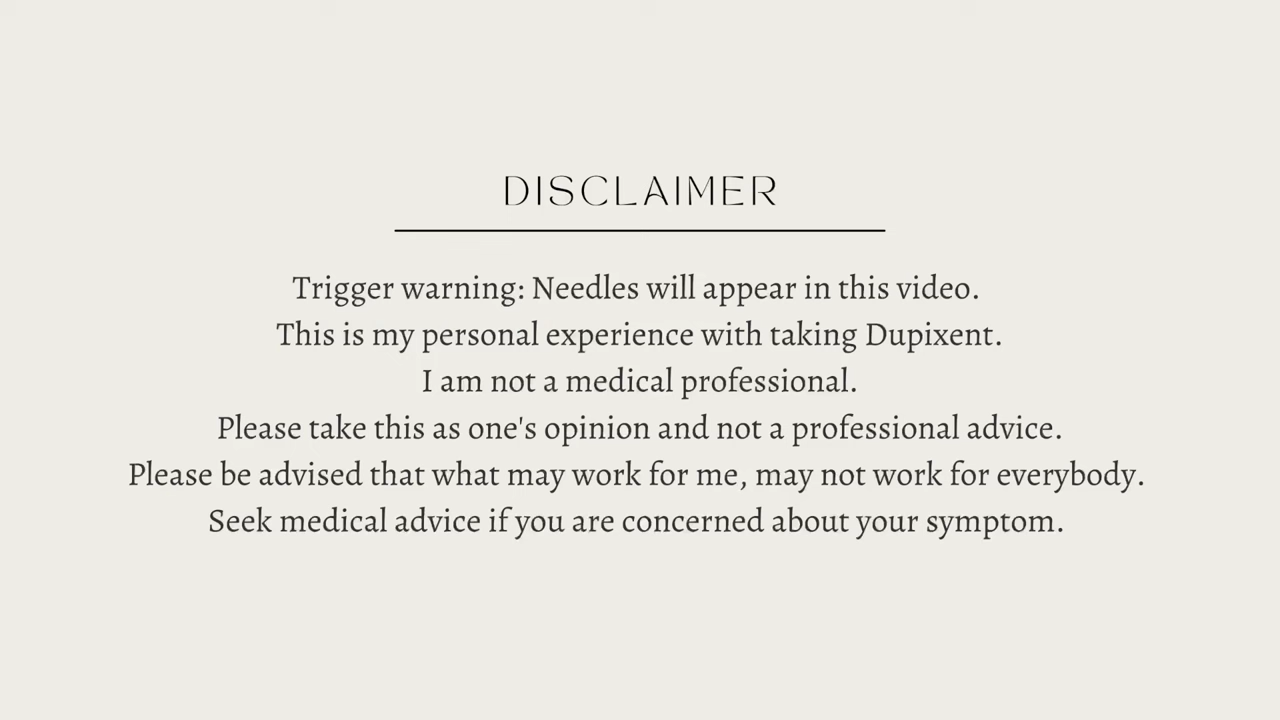 DISCLAIMER
Trigger warning: Needles will appear in this video.
This is my personal experience with taking Dupixent.
I am not a medical professional.
Please take this as one's opinion and not a professional advice.
Please be advised that what may work for me, may not work for everybody.
Seek medical advice if you are concerned about your symptom.